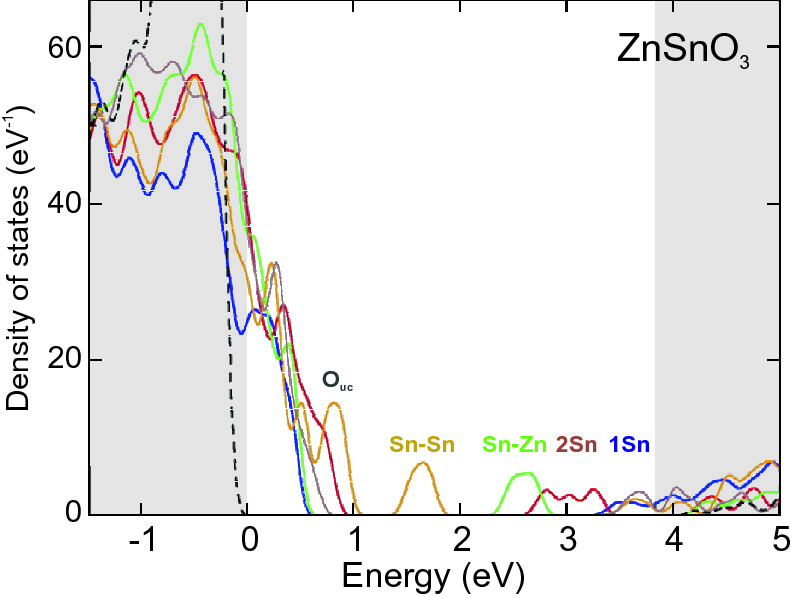 ZnSnO₃
60
40
20
0
Density of states (eV⁻¹)
Oᵤ꜀
Sn-Sn Sn-Zn 2Sn 1Sn
-1 0 1 2 3 4 5
Energy (eV)